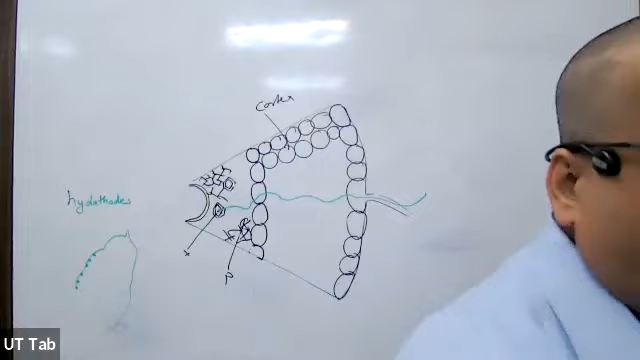 Cortex
hydathodes
x
P
UT Tab